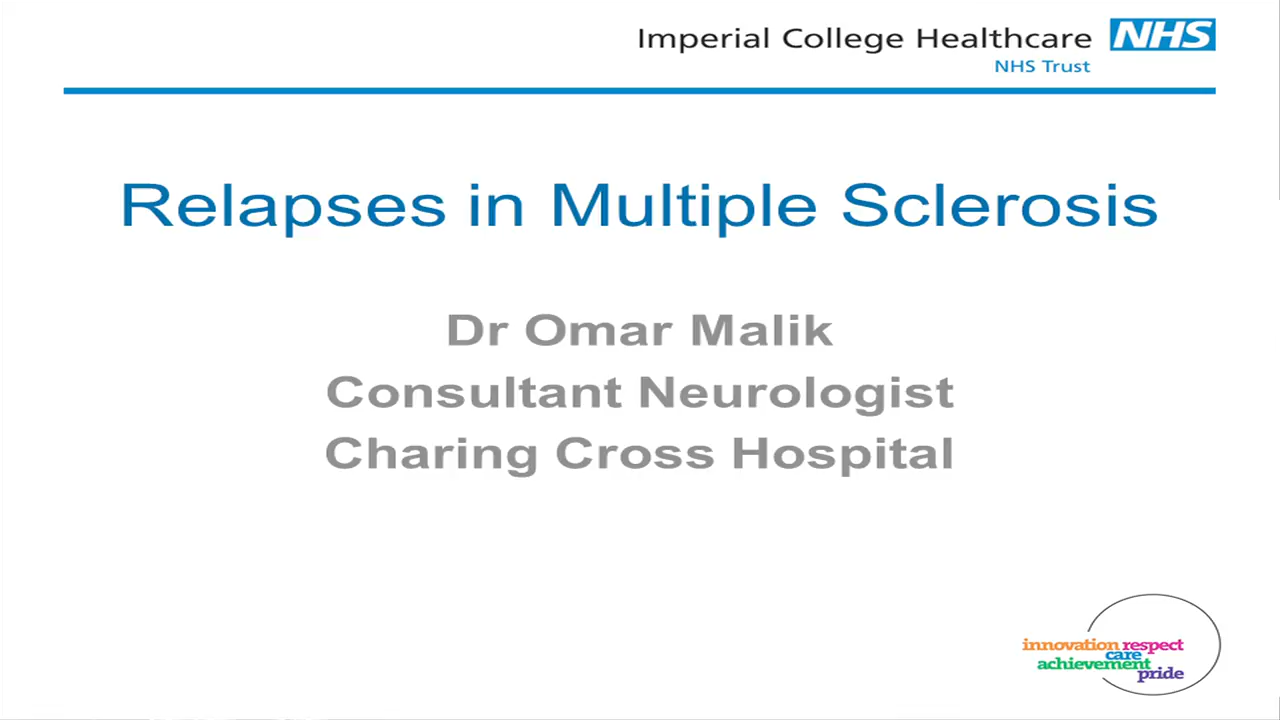 Imperial College Healthcare NHS
NHS Trust
Relapses in Multiple Sclerosis
Dr Omar Malik
Consultant Neurologist
Charing Cross Hospital
innovation respect
care
achievement
pride